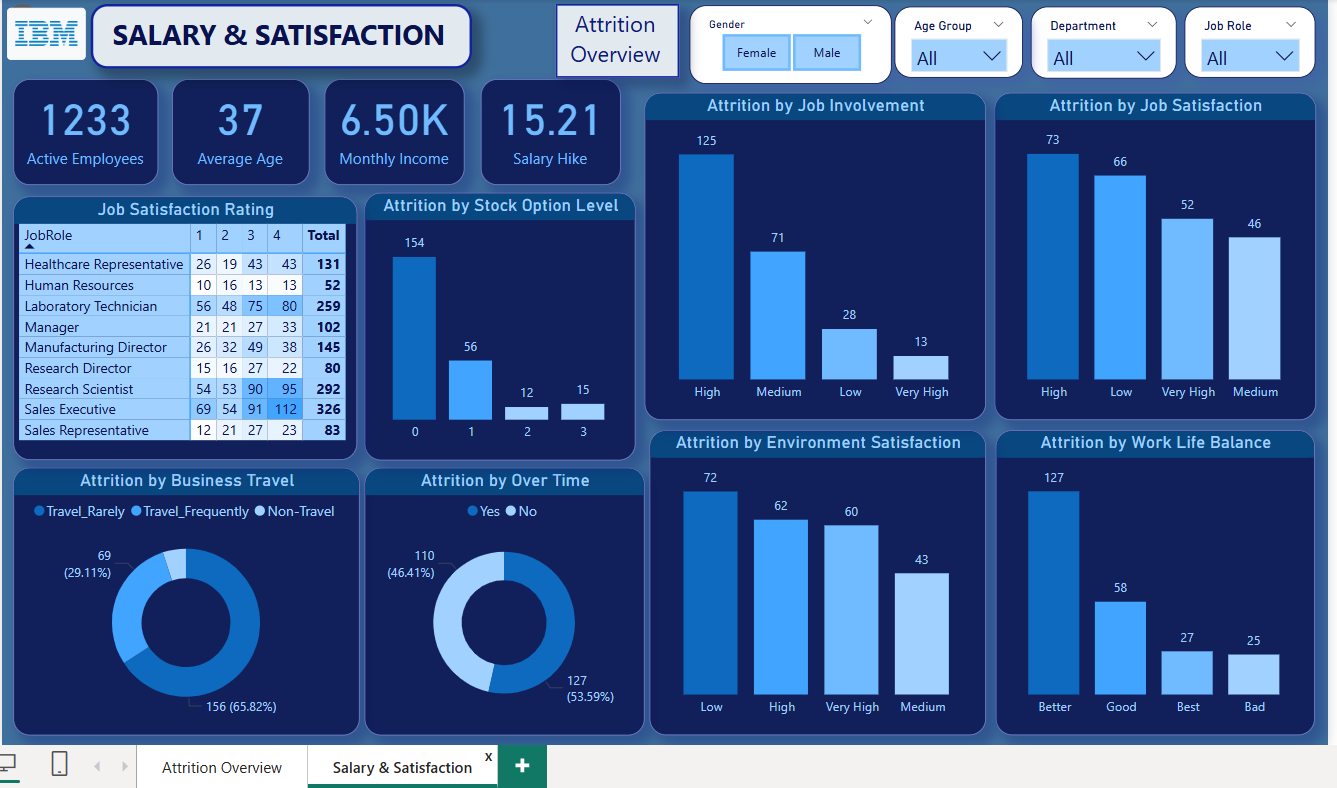 IBM
SALARY & SATISFACTION
Attrition
Overview
Gender
Female Male
Age Group
All
Department
All
Job Role
All
1233
Active Employees
37
Average Age
6.50K
Monthly Income
15.21
Salary Hike
Job Satisfaction Rating
JobRole 1 2 3 4 Total
Healthcare Representative 26 19 43 43 131
Human Resources 10 16 13 13 52
Laboratory Technician 56 48 75 80 259
Manager 21 21 27 33 102
Manufacturing Director 26 32 49 38 145
Research Director 15 16 27 22 80
Research Scientist 54 53 90 95 292
Sales Executive 69 54 91 112 326
Sales Representative 12 21 27 23 83
Attrition by Stock Option Level
154
56
12
15
0 1 2 3
Attrition by Job Involvement
125
71
28
13
High Medium Low Very High
Attrition by Job Satisfaction
73
66
52
46
High Low Very High Medium
Attrition by Business Travel
Travel_Rarely Travel_Frequently Non-Travel
69
(29.11%)
156 (65.82%)
Attrition by Over Time
Yes No
110
(46.41%)
127
(53.59%)
Attrition by Environment Satisfaction
72
62
60
43
Low High Very High Medium
Attrition by Work Life Balance
127
58
27
25
Better Good Best Bad
Attrition Overview
Salary & Satisfaction
x
+